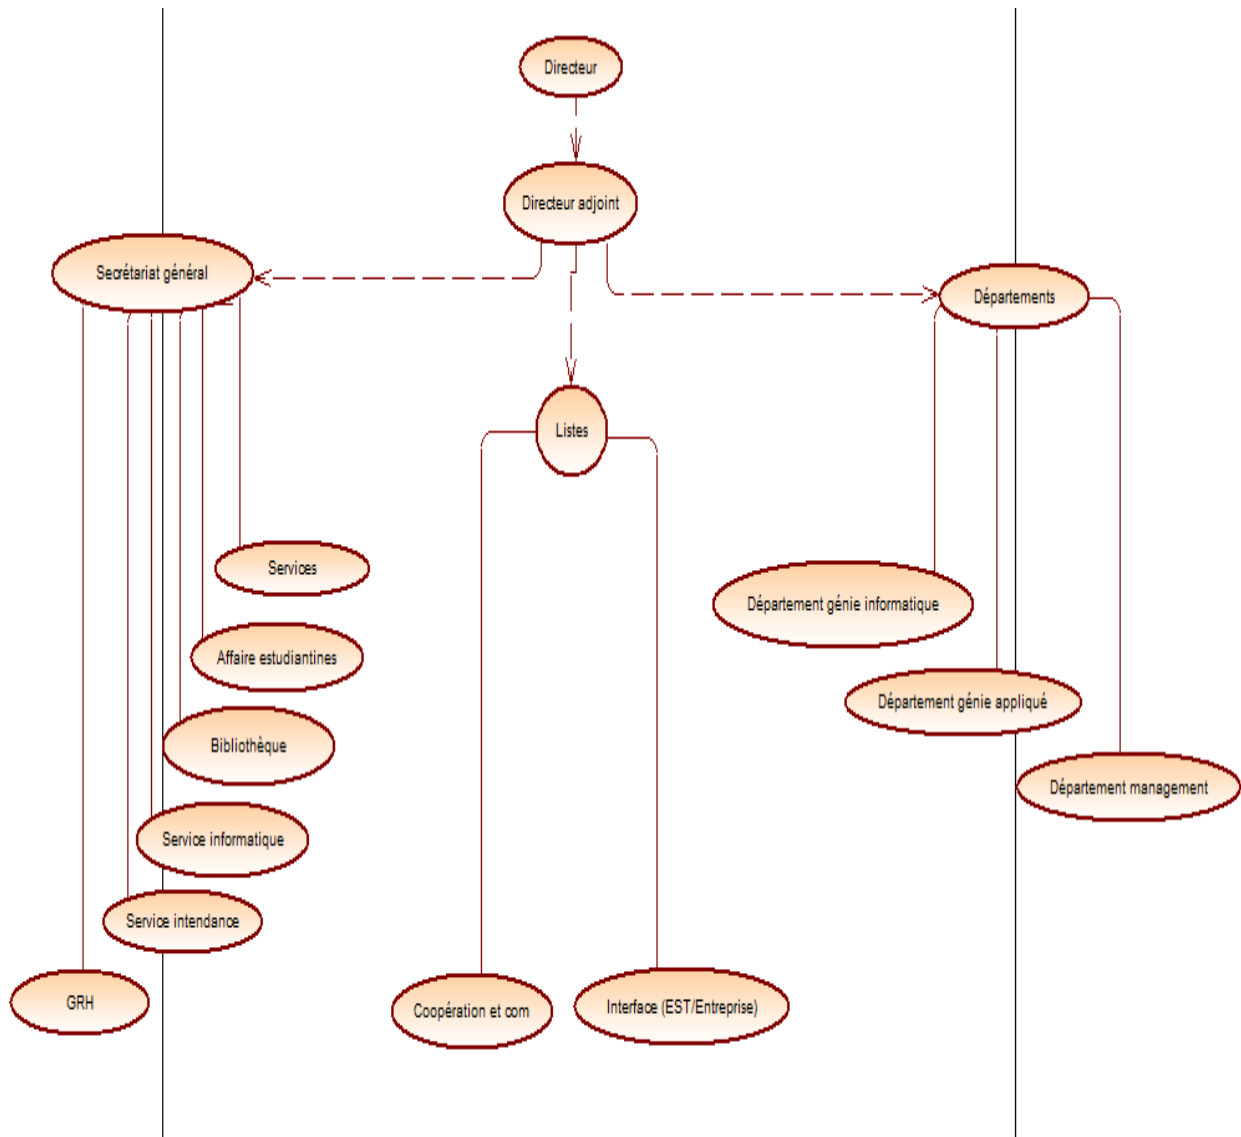 Directeur
Directeur adjoint
Secrétariat général
Départements
Listes
Services
Département génie informatique
Affaire estudiantines
Département génie appliqué
Bibliothèque
Département management
Service informatique
Service intendance
GRH
Coopération et com
Interface (EST/Entreprise)